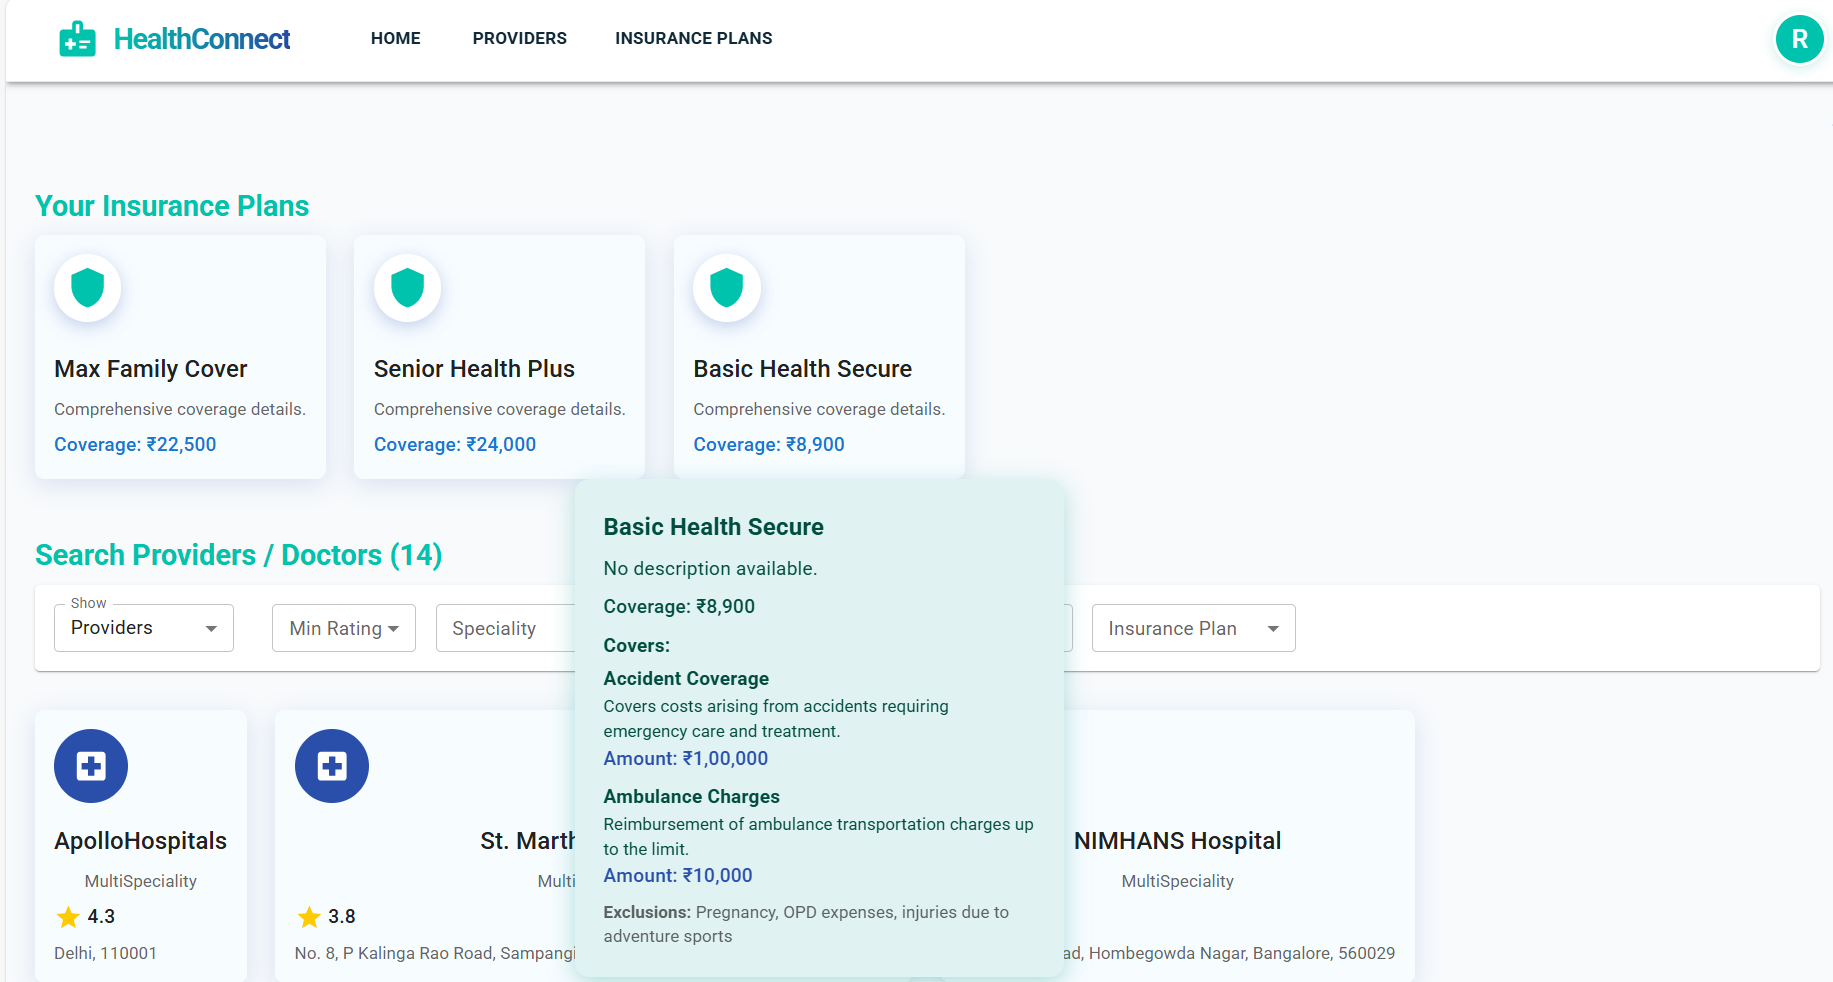 HealthConnect
HOME
PROVIDERS
INSURANCE PLANS
R
Your Insurance Plans
Max Family Cover
Comprehensive coverage details.
Coverage: ₹22,500
Senior Health Plus
Comprehensive coverage details.
Coverage: ₹24,000
Basic Health Secure
Comprehensive coverage details.
Coverage: ₹8,900
Basic Health Secure
No description available.
Coverage: ₹8,900
Covers:
Accident Coverage
Covers costs arising from accidents requiring
emergency care and treatment.
Amount: ₹1,00,000
Ambulance Charges
Reimbursement of ambulance transportation charges up
to the limit.
Amount: ₹10,000
Exclusions: Pregnancy, OPD expenses, injuries due to
adventure sports
Search Providers / Doctors (14)
Show
Providers
Min Rating
Speciality
Insurance Plan
ApolloHospitals
MultiSpeciality
4.3
Delhi, 110001
St. Marth
Multi
3.8
No. 8, P Kalinga Rao Road, Sampangi
NIMHANS Hospital
MultiSpeciality
ad, Hombegowda Nagar, Bangalore, 560029